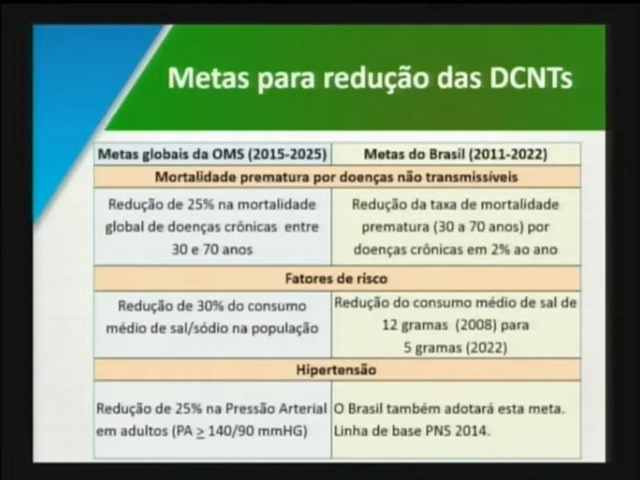 Metas para redução das DCNTs
Metas globais da OMS (2015-2025)
Metas do Brasil (2011-2022)
Mortalidade prematura por doenças não transmissíveis
Redução de 25% na mortalidade
global de doenças crônicas entre
30 e 70 anos
Redução da taxa de mortalidade
prematura (30 a 70 anos) por
doenças crônicas em 2% ao ano
Fatores de risco
Redução de 30% do consumo
médio de sal/sódio na população
Redução do consumo médio de sal de
12 gramas (2008) para
5 gramas (2022)
Hipertensão
Redução de 25% na Pressão Arterial
em adultos (PA ≥ 140/90 mmHG)
O Brasil também adotará esta meta.
Linha de base PNS 2014.